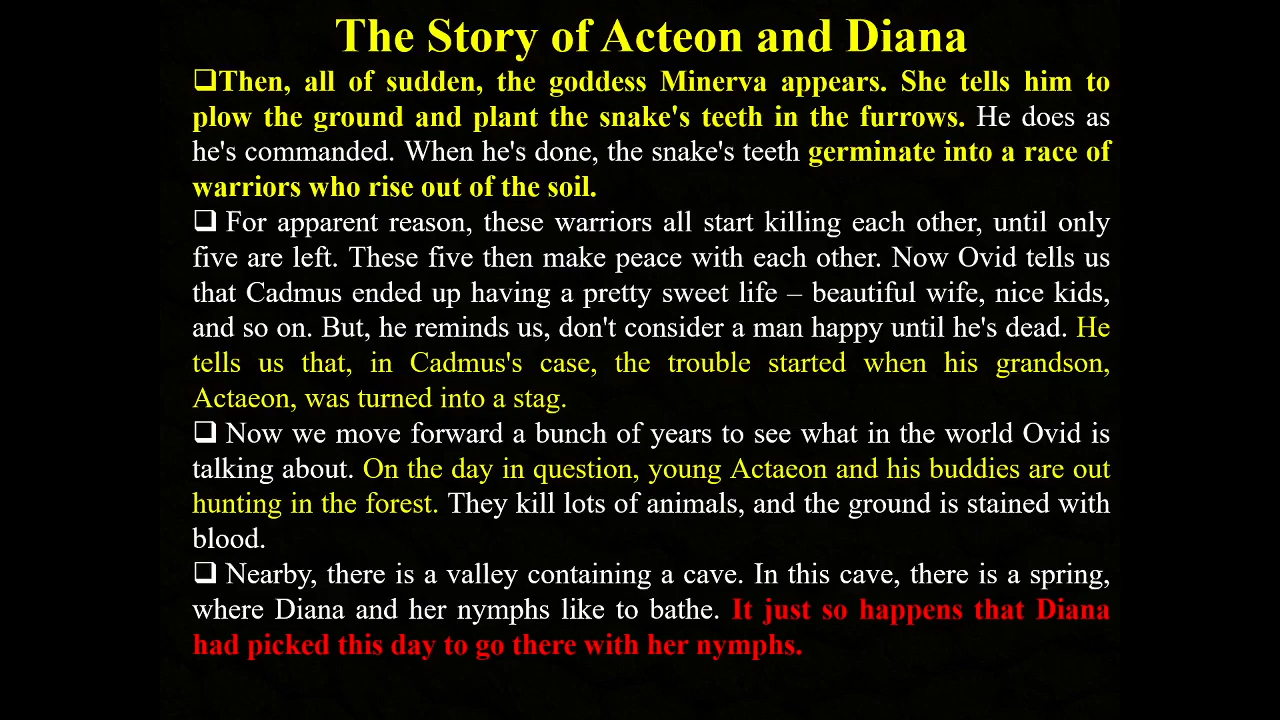 The Story of Acteon and Diana
❑Then, all of sudden, the goddess Minerva appears. She tells him to
plow the ground and plant the snake's teeth in the furrows. He does as
he's commanded. When he's done, the snake's teeth germinate into a race of
warriors who rise out of the soil.
❑ For apparent reason, these warriors all start killing each other, until only
five are left. These five then make peace with each other. Now Ovid tells us
that Cadmus ended up having a pretty sweet life – beautiful wife, nice kids,
and so on. But, he reminds us, don't consider a man happy until he's dead. He
tells us that, in Cadmus's case, the trouble started when his grandson,
Actaeon, was turned into a stag.
❑ Now we move forward a bunch of years to see what in the world Ovid is
talking about. On the day in question, young Actaeon and his buddies are out
hunting in the forest. They kill lots of animals, and the ground is stained with
blood.
❑ Nearby, there is a valley containing a cave. In this cave, there is a spring,
where Diana and her nymphs like to bathe. It just so happens that Diana
had picked this day to go there with her nymphs.